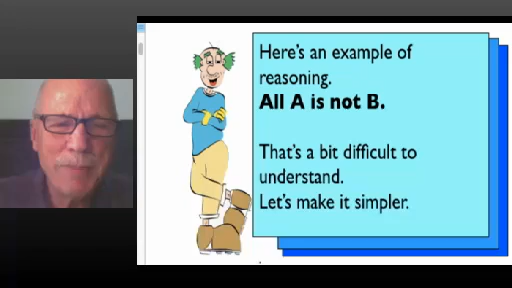 Here's an example of
reasoning.
All A is not B.
That's a bit difficult to
understand.
Let's make it simpler.